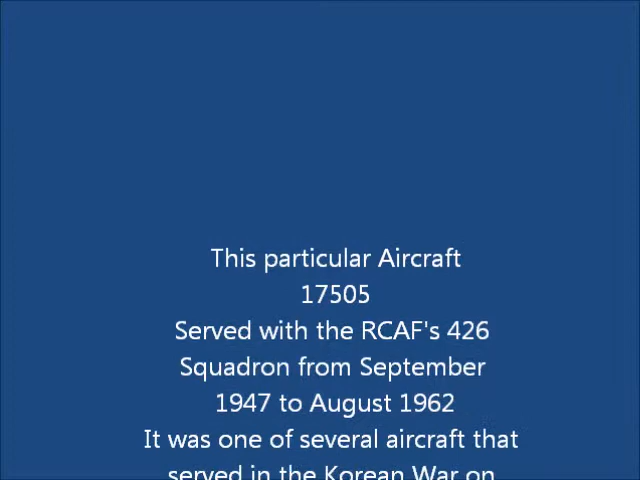 This particular Aircraft
17505
Served with the RCAF's 426
Squadron from September
1947 to August 1962
It was one of several aircraft that
served in the Korean War on